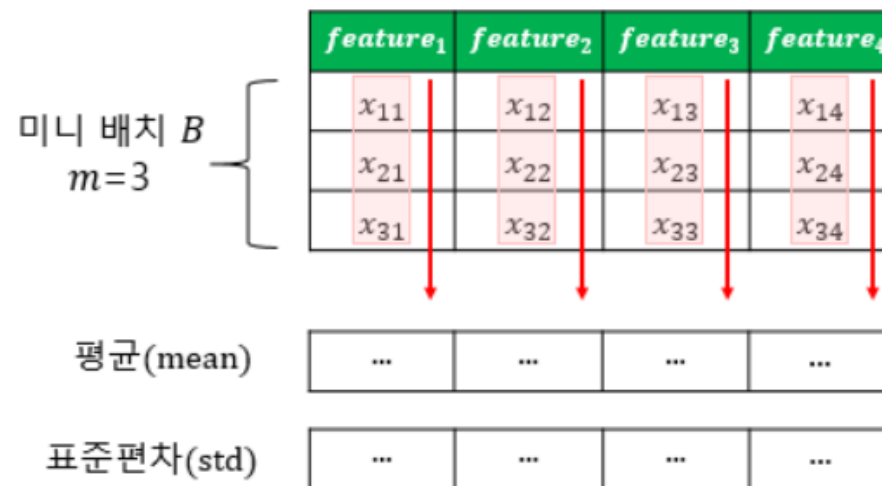 feature₁ feature₂ feature₃ feature₄
x₁₁ x₁₂ x₁₃ x₁₄
미니 배치 B
m=3
x₂₁ x₂₂ x₂₃ x₂₄
x₃₁ x₃₂ x₃₃ x₃₄
평균(mean) ... ... ... ...
표준편차(std) ... ... ... ...